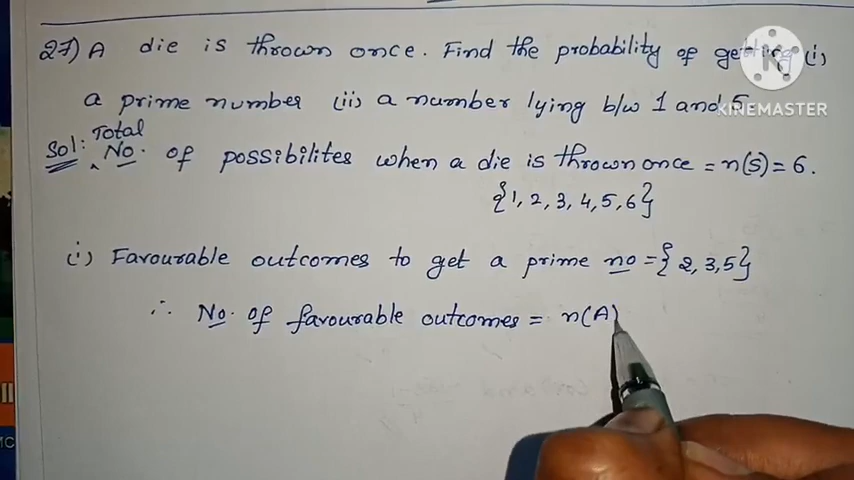 27) A die is thrown once. Find the probability of getting (i)
a prime number (ii) a number lying b/w 1 and 5
Sol: Total No. of possibilites when a die is thrown once = n(S) = 6.
{1, 2, 3, 4, 5, 6}
i) Favourable outcomes to get a prime no = {2, 3, 5}
∴ No. of favourable outcomes = n(A)
KINEMASTER